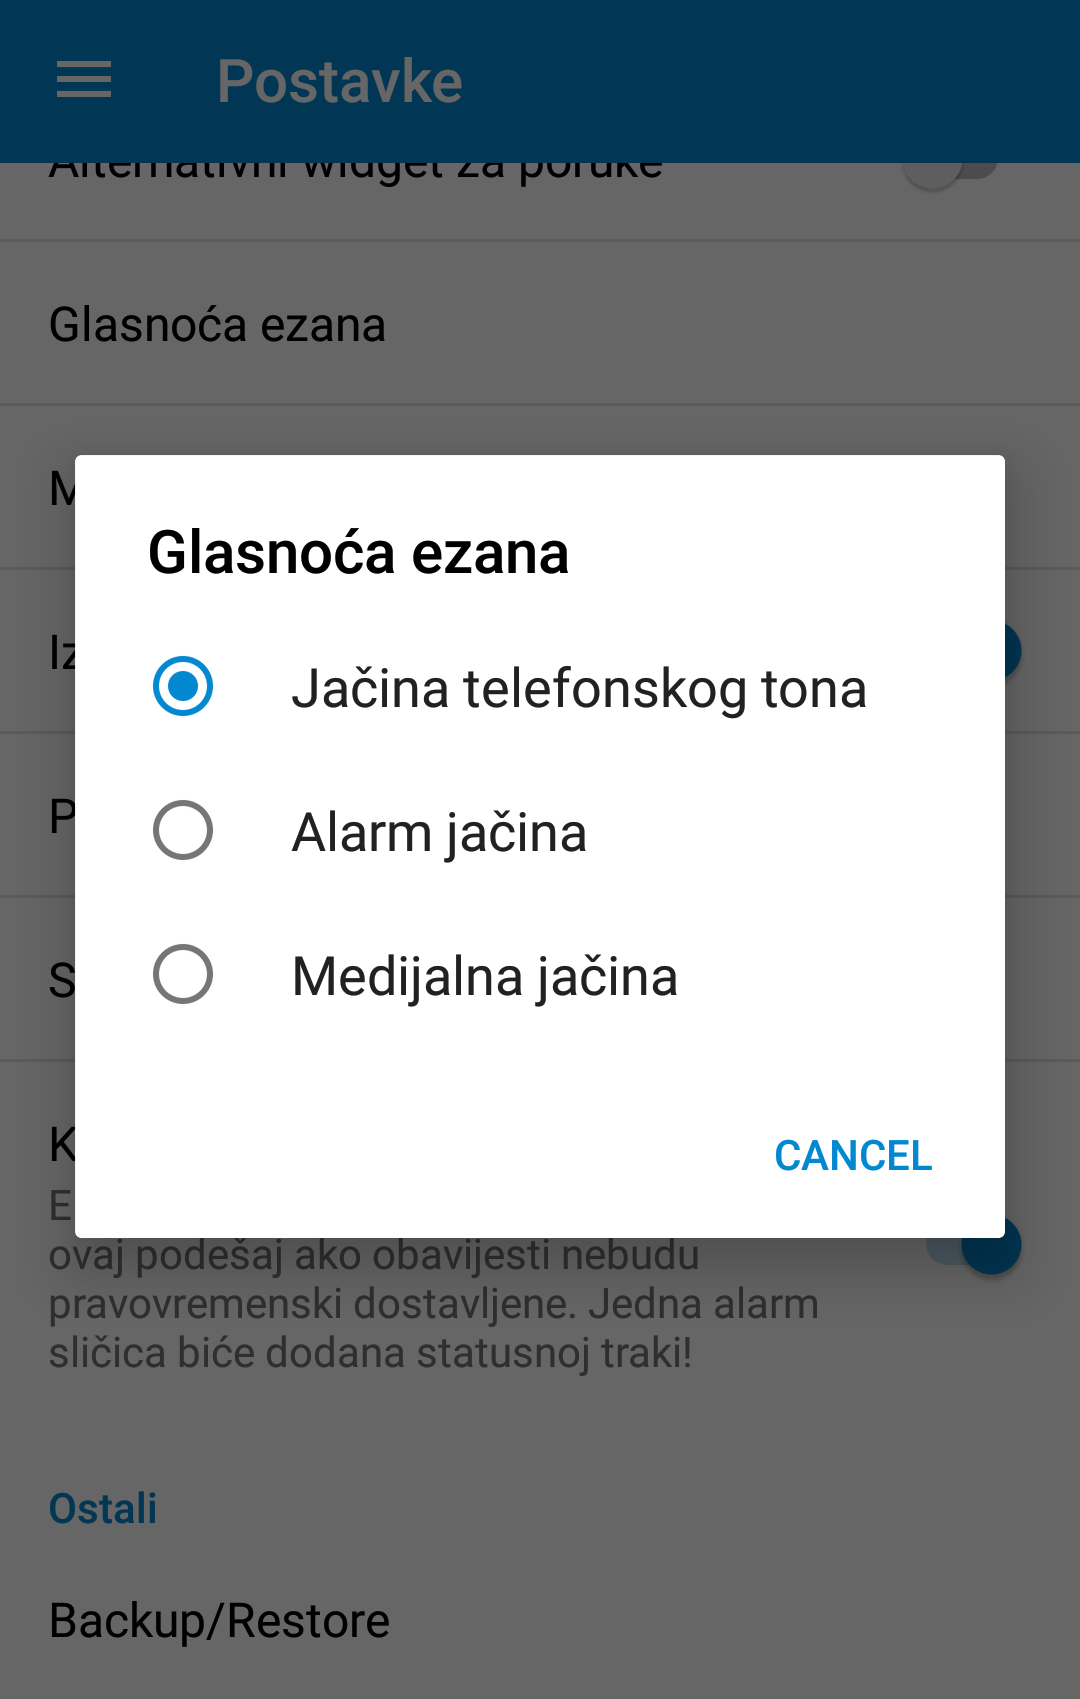 Postavke
Alternativni widget za poruke
Glasnoća ezana
Glasnoća ezana
Jačina telefonskog tona
Alarm jačina
Medijalna jačina
CANCEL
ovaj podešaj ako obavijesti nebudu
pravovremenski dostavljene. Jedna alarm
sličica biće dodana statusnoj traki!
Ostali
Backup/Restore